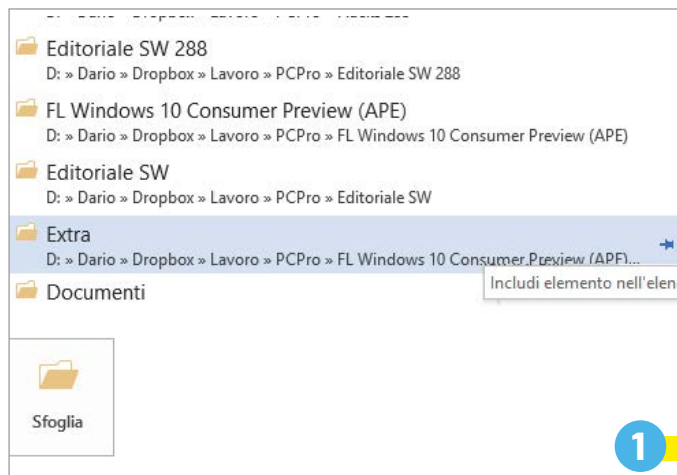 Editoriale SW 288
D: » Dario » Dropbox » Lavoro » PCPro » Editoriale SW 288
FL Windows 10 Consumer Preview (APE)
D: » Dario » Dropbox » Lavoro » PCPro » FL Windows 10 Consumer Preview (APE)
Editoriale SW
D: » Dario » Dropbox » Lavoro » PCPro » Editoriale SW
Extra
D: » Dario » Dropbox » Lavoro » PCPro » FL Windows 10 Consumer Preview (APE)...
Includi elemento nell'elen
Documenti
Sfoglia
1